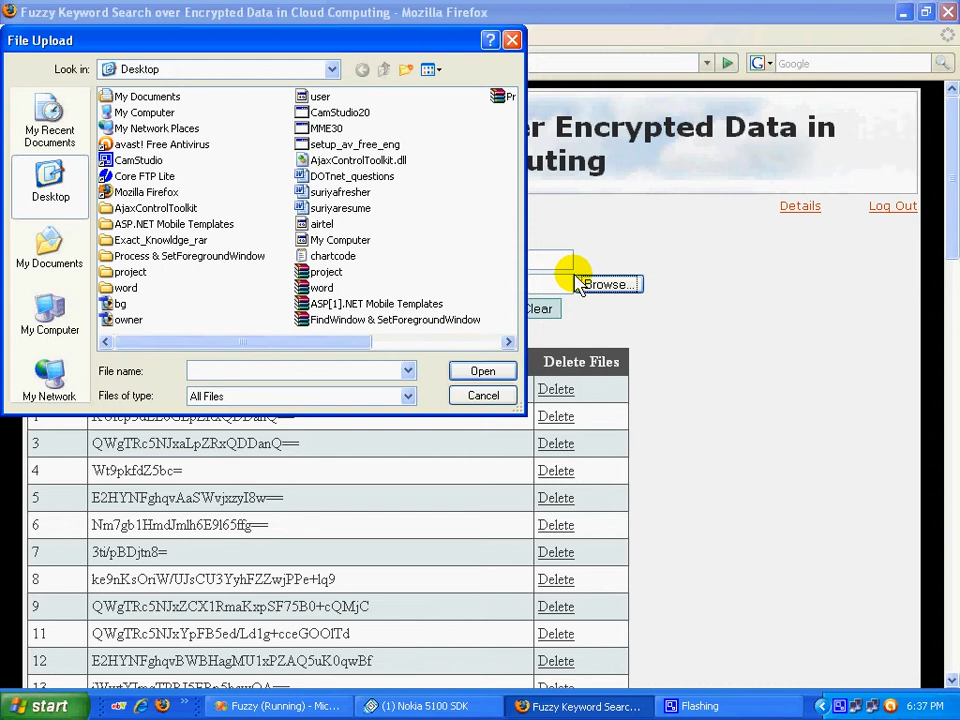 Fuzzy Keyword Search over Encrypted Data in Cloud Computing - Mozilla Firefox
File Upload
Look in:
Desktop
Google
My Recent
Documents
Desktop
My Documents
My Computer
My Network
My Documents
My Computer
My Network Places
avast! Free Antivirus
CamStudio
Core FTP Lite
Mozilla Firefox
AjaxControlToolkit
ASP.NET Mobile Templates
Exact_Knowldge_rar
Process & SetForegroundWindow
project
word
bg
owner
user
CamStudio20
MME30
setup_av_free_eng
AjaxControlToolkit.dll
DOTnet_questions
suriyafresher
suriyaresume
airtel
My Computer
chartcode
project
word
ASP[1].NET Mobile Templates
FindWindow & SetForegroundWindow
Pr
File name:
Open
Files of type:
All Files
Cancel
er Encrypted Data in
puting
Details
Log Out
Browse...
Clear
Delete Files
Delete
Delete
3 QWgTRc5NJxaLpZRxQDDanQ== Delete
4 Wt9pkfdZ5bc= Delete
5 E2HYNFghqvAaSWvjxzyI8w== Delete
6 Nm7gb1HmdJmlh6E9l65ffg== Delete
7 3ti/pBDjtn8= Delete
8 ke9nKsOriW/UJsCU3YyhFZZwjPPe+lq9 Delete
9 QWgTRc5NJxZCX1RmaKxpSF75B0+cQMjC Delete
11 QWgTRc5NJxYpFB5ed/Ld1g+cceGOOlTd Delete
12 E2HYNFghqvBWBHagMU1xPZAQ5uK0qwBf Delete
13
start
Fuzzy (Running) - Mic...
(1) Nokia 5100 SDK
Fuzzy Keyword Searc...
Flashing
6:37 PM